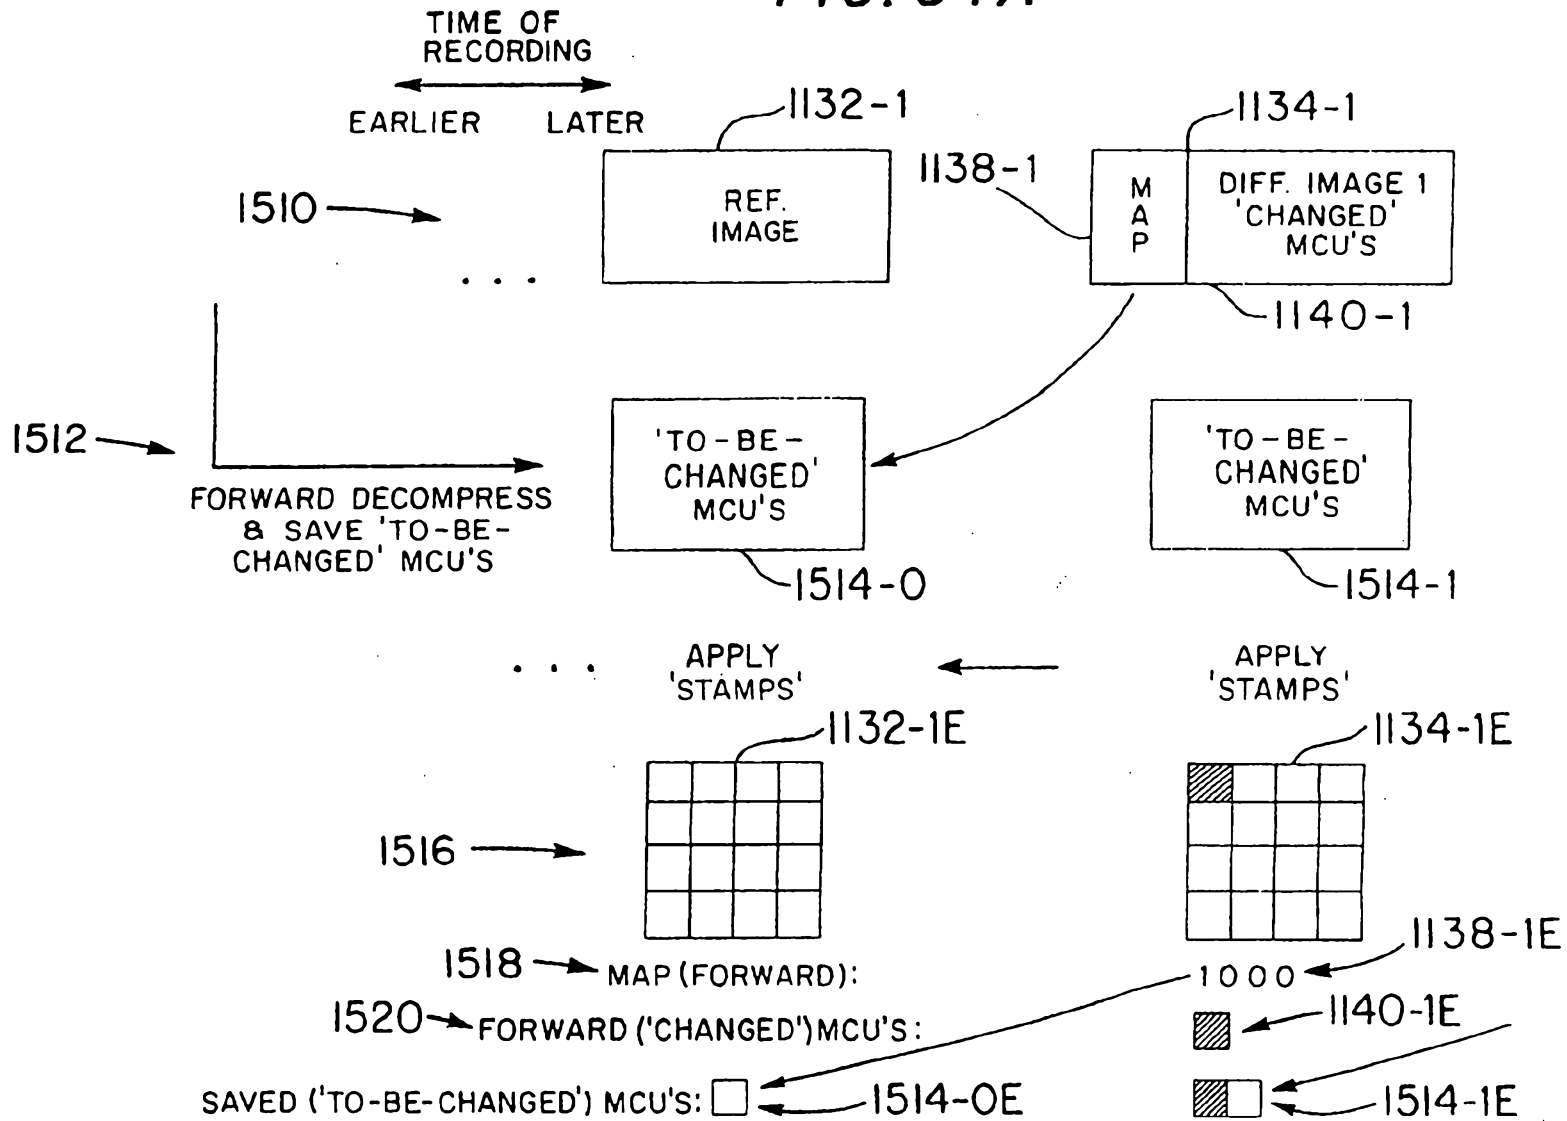 TIME OF
RECORDING
EARLIER LATER
1132-1
1134-1
1138-1
1510
REF.
IMAGE
M
A
P
DIFF. IMAGE 1
'CHANGED'
MCU'S
...
1140-1
1512
'TO-BE-
CHANGED'
MCU'S
'TO-BE-
CHANGED'
MCU'S
FORWARD DECOMPRESS
& SAVE 'TO-BE-
CHANGED' MCU'S
1514-0
1514-1
...
APPLY
'STAMPS'
APPLY
'STAMPS'
1132-1E
1134-1E
1516
1138-1E
1518
MAP (FORWARD):
1000
1520
FORWARD ('CHANGED') MCU'S:
1140-1E
SAVED ('TO-BE-CHANGED') MCU'S:
1514-0E
1514-1E